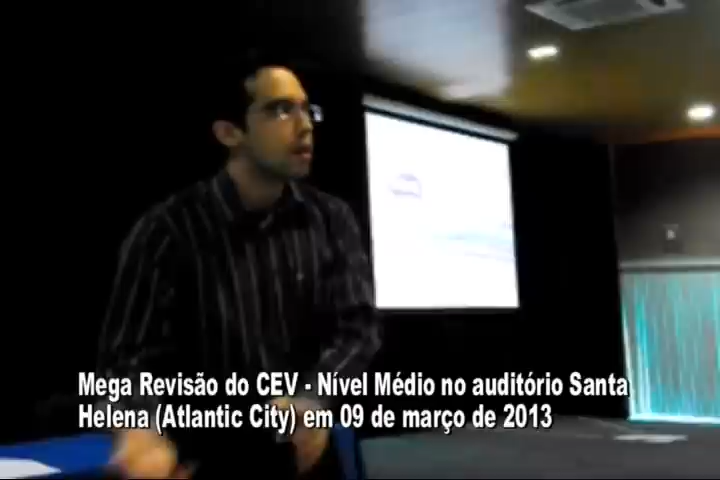 Mega Revisão do CEV - Nível Médio no auditório Santa
Helena (Atlantic City) em 09 de março de 2013